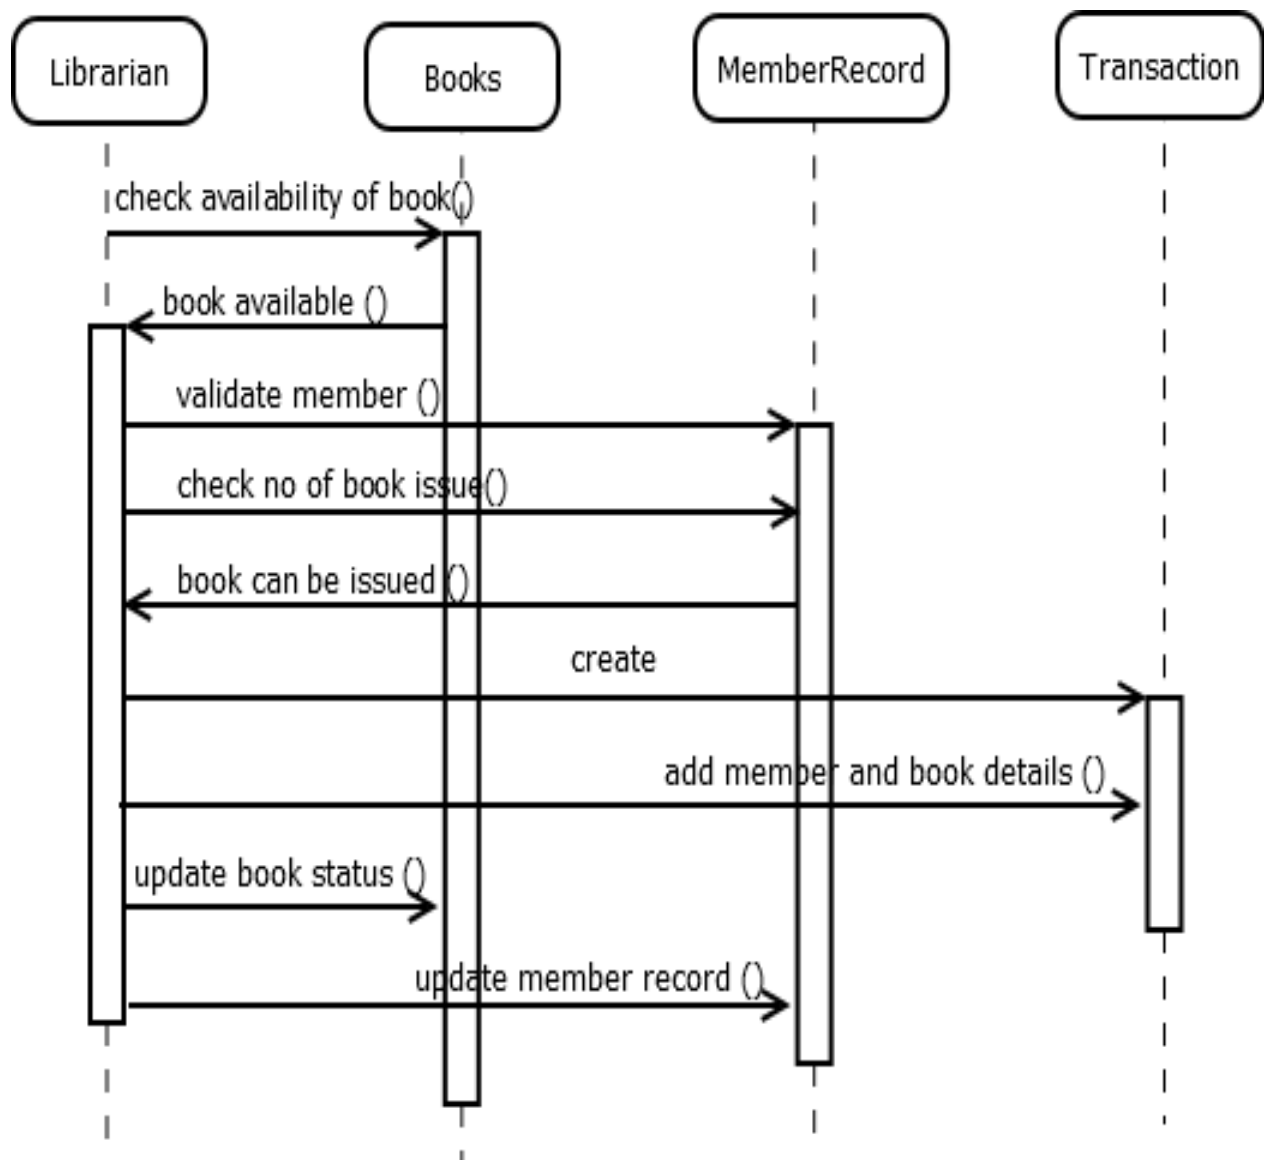 Librarian
Books
MemberRecord
Transaction
check availability of book()
book available ()
validate member ()
check no of book issue()
book can be issued ()
create
add member and book details ()
update book status ()
update member record ()